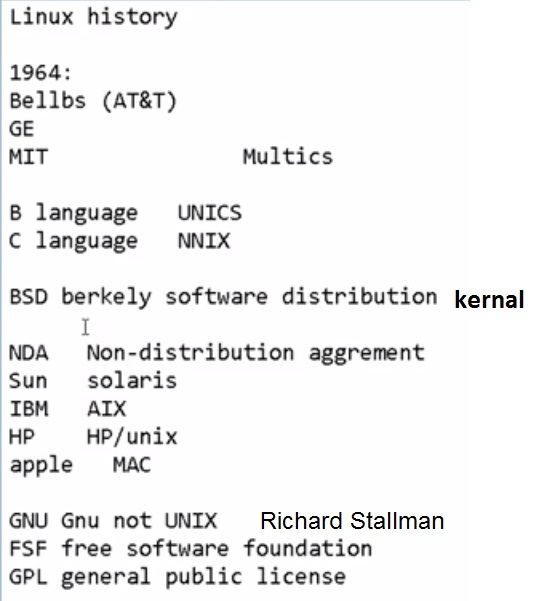 Linux history
1964:
Bellbs (AT&T)
GE
MIT Multics
B language UNICS
C language NNIX
BSD berkely software distribution kernal
NDA Non-distribution aggrement
Sun solaris
IBM AIX
HP HP/unix
apple MAC
GNU Gnu not UNIX Richard Stallman
FSF free software foundation
GPL general public license